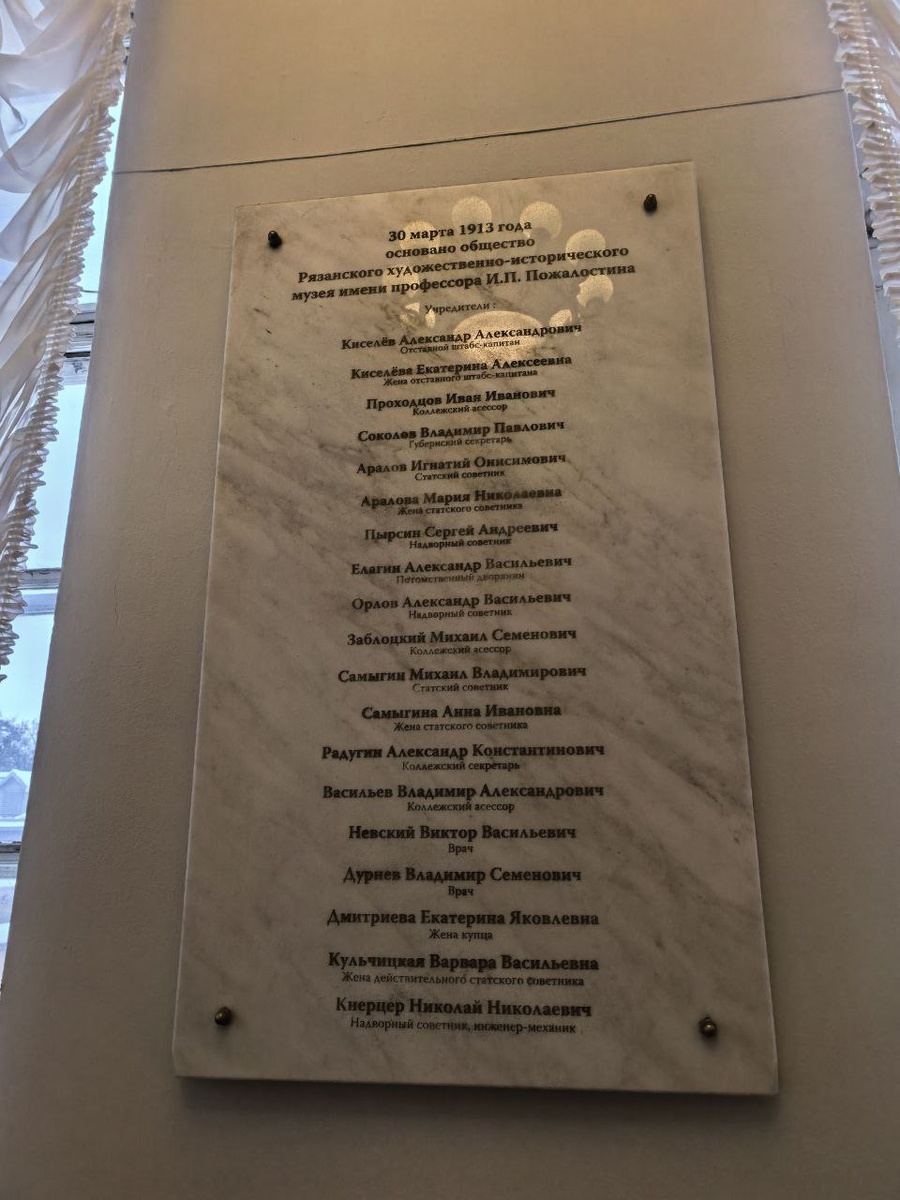 30 марта 1913 года
основано общество
Рязанского художественно-исторического
музея имени профессора И.П. Пожалостина
Учредители :
Киселёв Александр Александрович
Отставной штабс-капитан
Киселёва Екатерина Алексеевна
Жена отставного штабс-капитана
Проходцов Иван Иванович
Коллежский асессор
Соколов Владимир Павлович
Губернский секретарь
Аралов Игнатий Онисимович
Статский советник
Аралова Мария Николаевна
Жена статского советника
Пырсин Сергей Андреевич
Надворный советник
Елагин Александр Васильевич
Потомственный дворянин
Орлов Александр Васильевич
Надворный советник
Заблоцкий Михаил Семенович
Коллежский асессор
Самыгин Михаил Владимирович
Статский советник
Самыгина Анна Ивановна
Жена статского советника
Радугин Александр Константинович
Коллежский секретарь
Васильев Владимир Александрович
Коллежский асессор
Невский Виктор Васильевич
Врач
Дурнев Владимир Семенович
Врач
Дмитриева Екатерина Яковлевна
Жена купца
Кульчицкая Варвара Васильевна
Жена действительного статского советника
Кнерцер Николай Николаевич
Надворный советник, инженер-механик